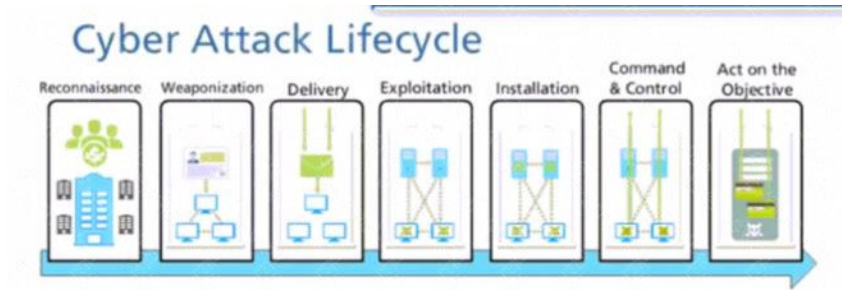 Cyber Attack Lifecycle
Reconnaissance
Weaponization
Delivery
Exploitation
Installation
Command
& Control
Act on the
Objective